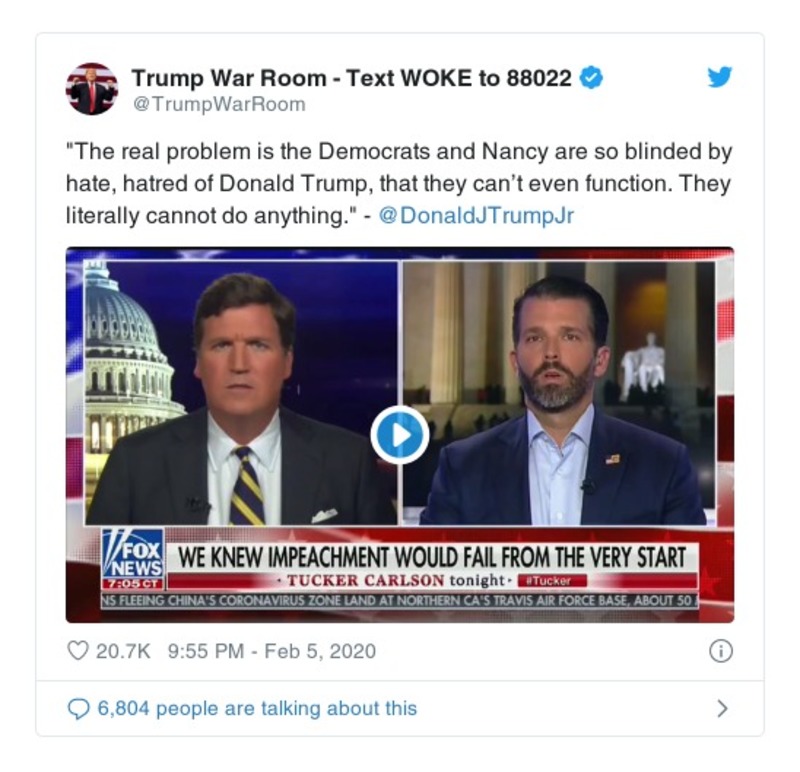 Trump War Room - Text WOKE to 88022
@TrumpWarRoom
"The real problem is the Democrats and Nancy are so blinded by
hate, hatred of Donald Trump, that they can’t even function. They
literally cannot do anything." - @DonaldJTrumpJr
FOX
NEWS
7:05 CT
WE KNEW IMPEACHMENT WOULD FAIL FROM THE VERY START
· TUCKER CARLSON tonight · #Tucker
NS FLEEING CHINA'S CORONAVIRUS ZONE LAND AT NORTHERN CA'S TRAVIS AIR FORCE BASE, ABOUT 50
20.7K 9:55 PM - Feb 5, 2020
6,804 people are talking about this